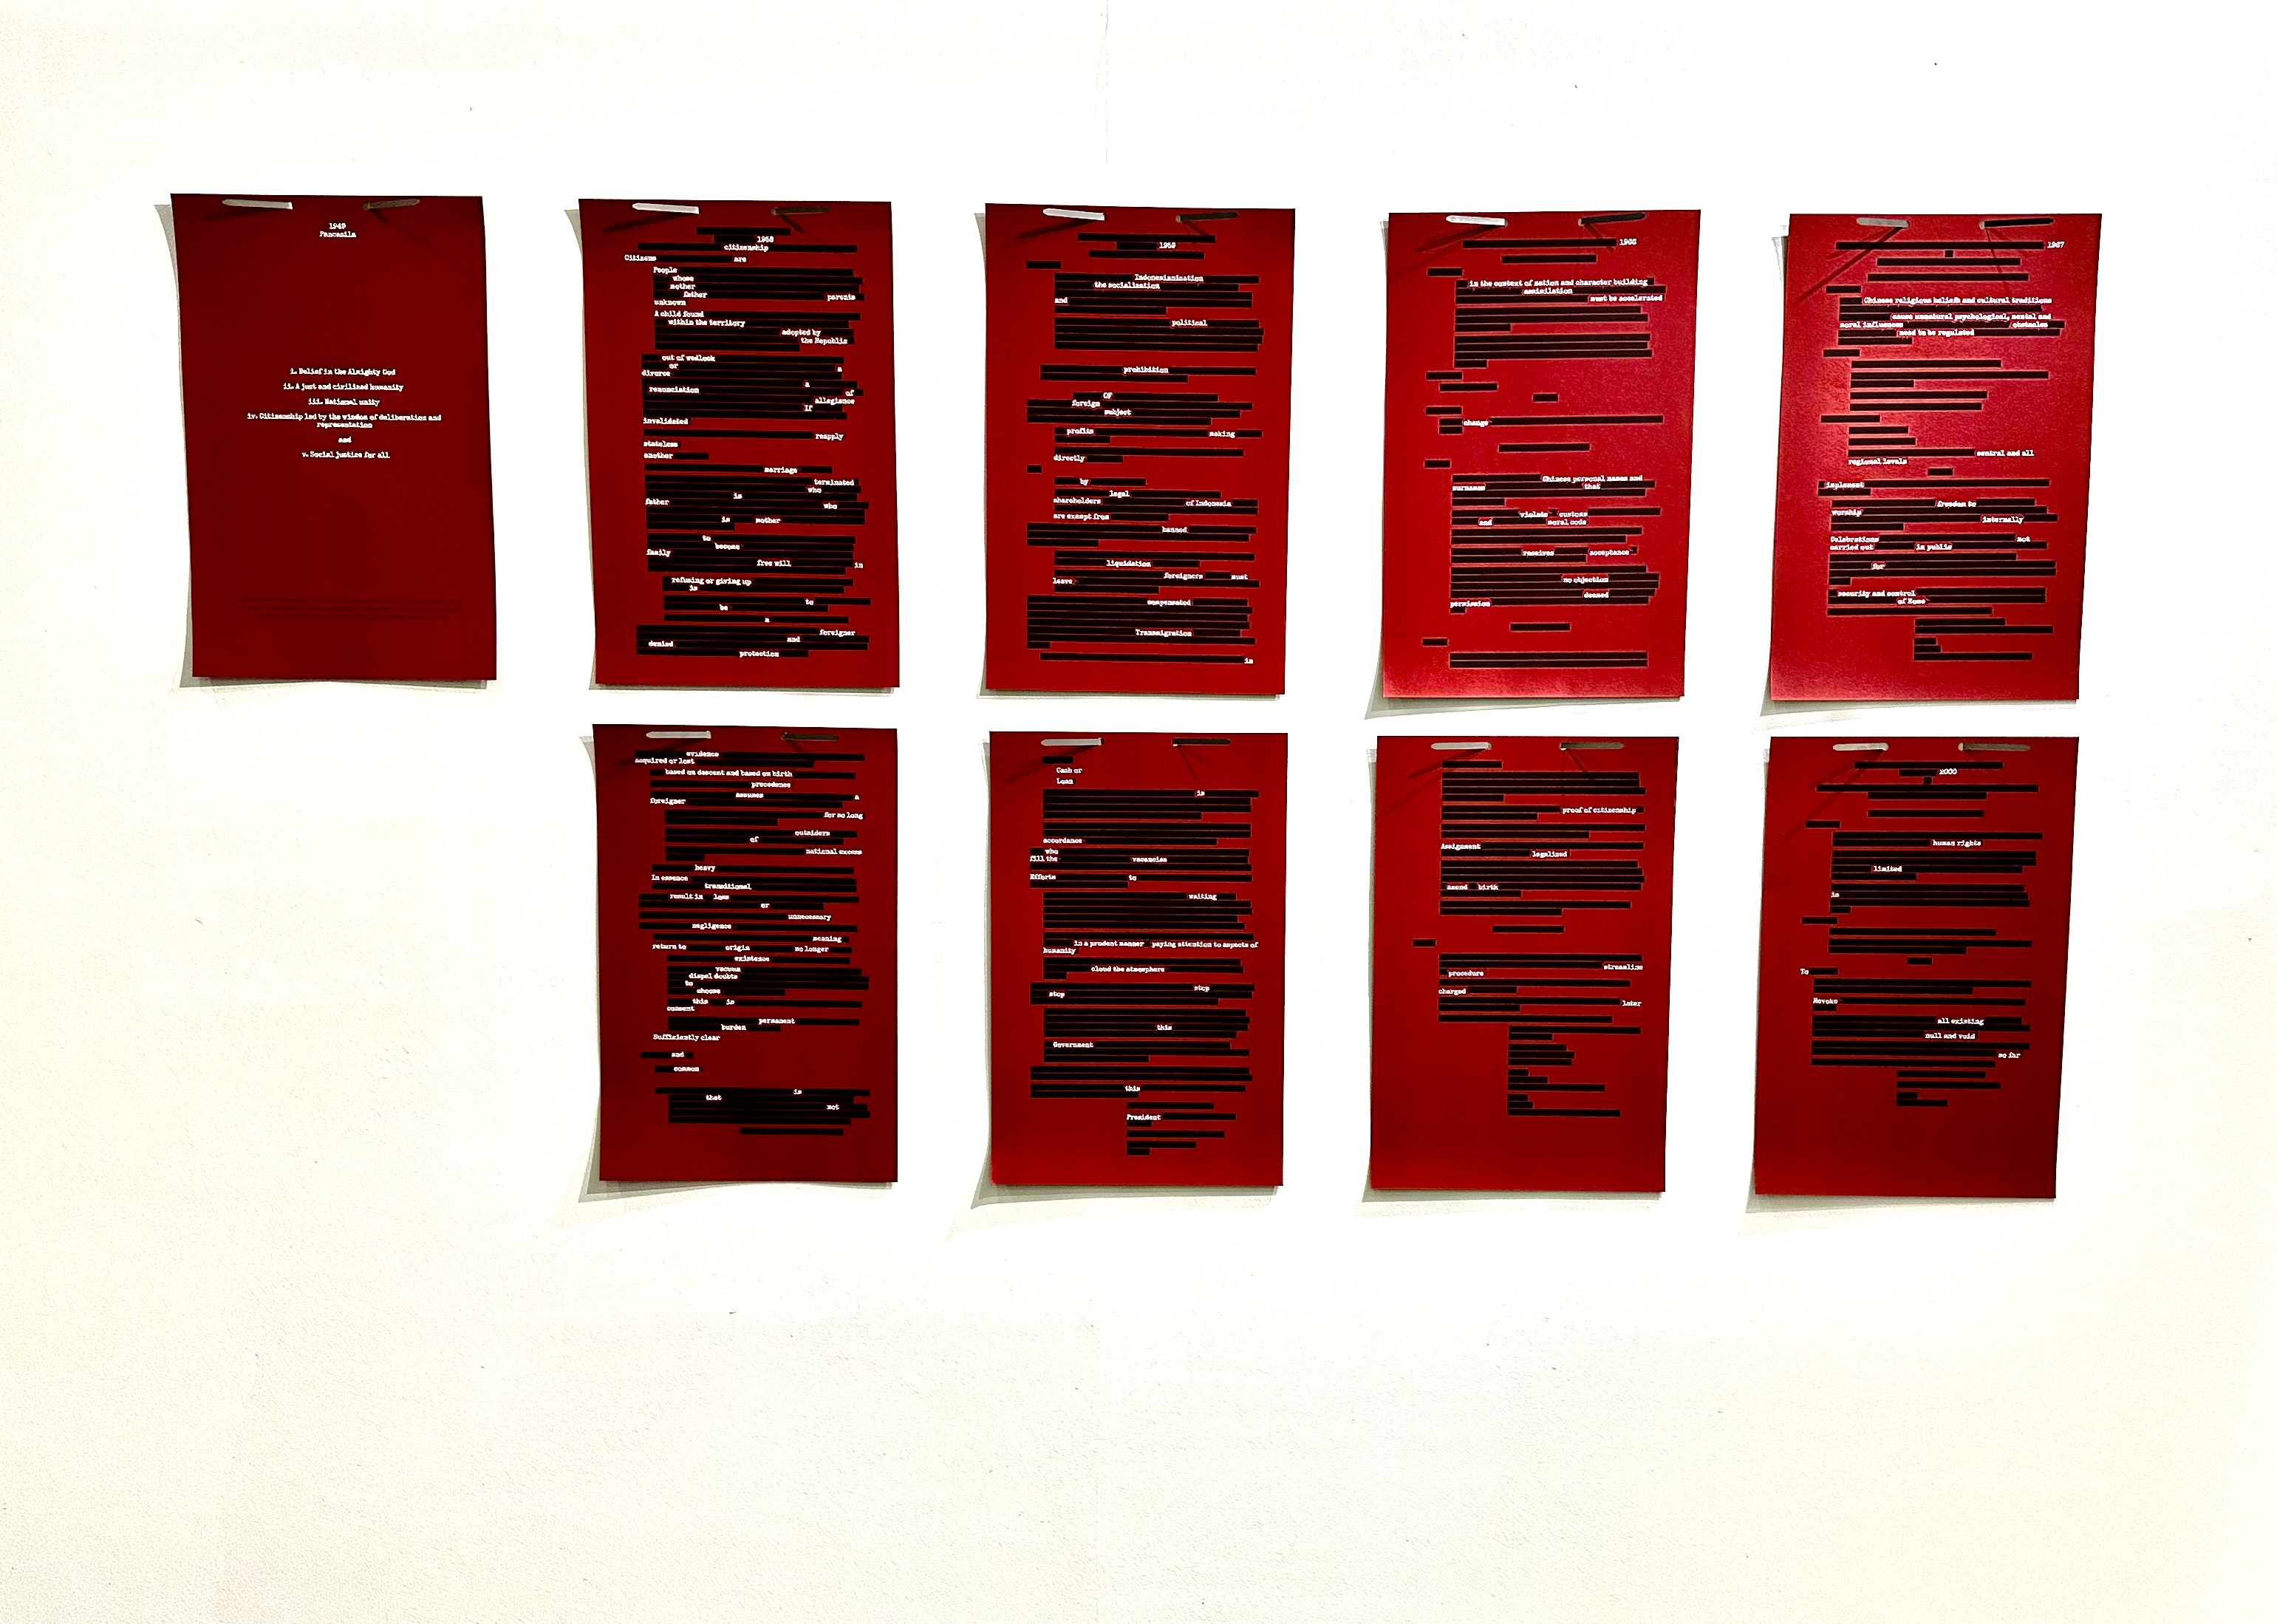 1949
Pancasila
i. Belief in the Almighty God
ii. A just and civilized humanity
iii. National unity
iv. Citizenship led by the wisdom of deliberation and
representation
and
v. Social justice for all
1958
citizenship
Citizens are
People
whose
mother
father parents
unknown
A child found
within the territory
adopted by
the Republic
out of wedlock
or a
divorce
a
renunciation of
allegiance
If
invalidated
reapply
stateless
another
marriage
terminated
who
is
father who
is mother
to
become
family
free will in
refusing or giving up
is
to
be
a
foreigner
and
denied
protection
1959
Indonesianisation
the socialization
and
political
prohibition
OF
foreign
subject
profits making
directly
by
legal
shareholders of Indonesia
are exempt from
banned
liquidation
foreigners must
leave
compensated
Transmigration
in
1966
in the context of nation and character building
assimilation
must be accelerated
change
Chinese personal names and
surnames that
violate customs
and moral code
receives acceptance
no objection
deemed
permission
1967
Chinese religious beliefs and cultural traditions
cause unnatural psychological, mental and
moral influences obstacles
need to be regulated
central and all
regional levels
implement
freedom to
worship
internally
Celebrations not
carried out in public
for
security and control
of Home
evidence
acquired or lost
based on descent and based on birth
precedence
assumes a
foreigner
for so long
outsiders
of
national excess
heavy
In essence
transitional
result in loss
or
unnecessary
negligence
meaning
return to origin no longer
existence
vacuum
dispel doubts
to
choose
this is
consent
permanent
burden
Sufficiently clear
and
common
is
that
not
Cash or
Loan
is
accordance
who
fill the vacancies
Efforts to
waiting
in a prudent manner paying attention to aspects of
humanity
cloud the atmosphere
stop
stop
this
Government
this
President
proof of citizenship
Assignment
legalized
amend birth
streamline
procedure
charged
later
2000
human rights
limited
in
To
Revoke
all existing
null and void
so far